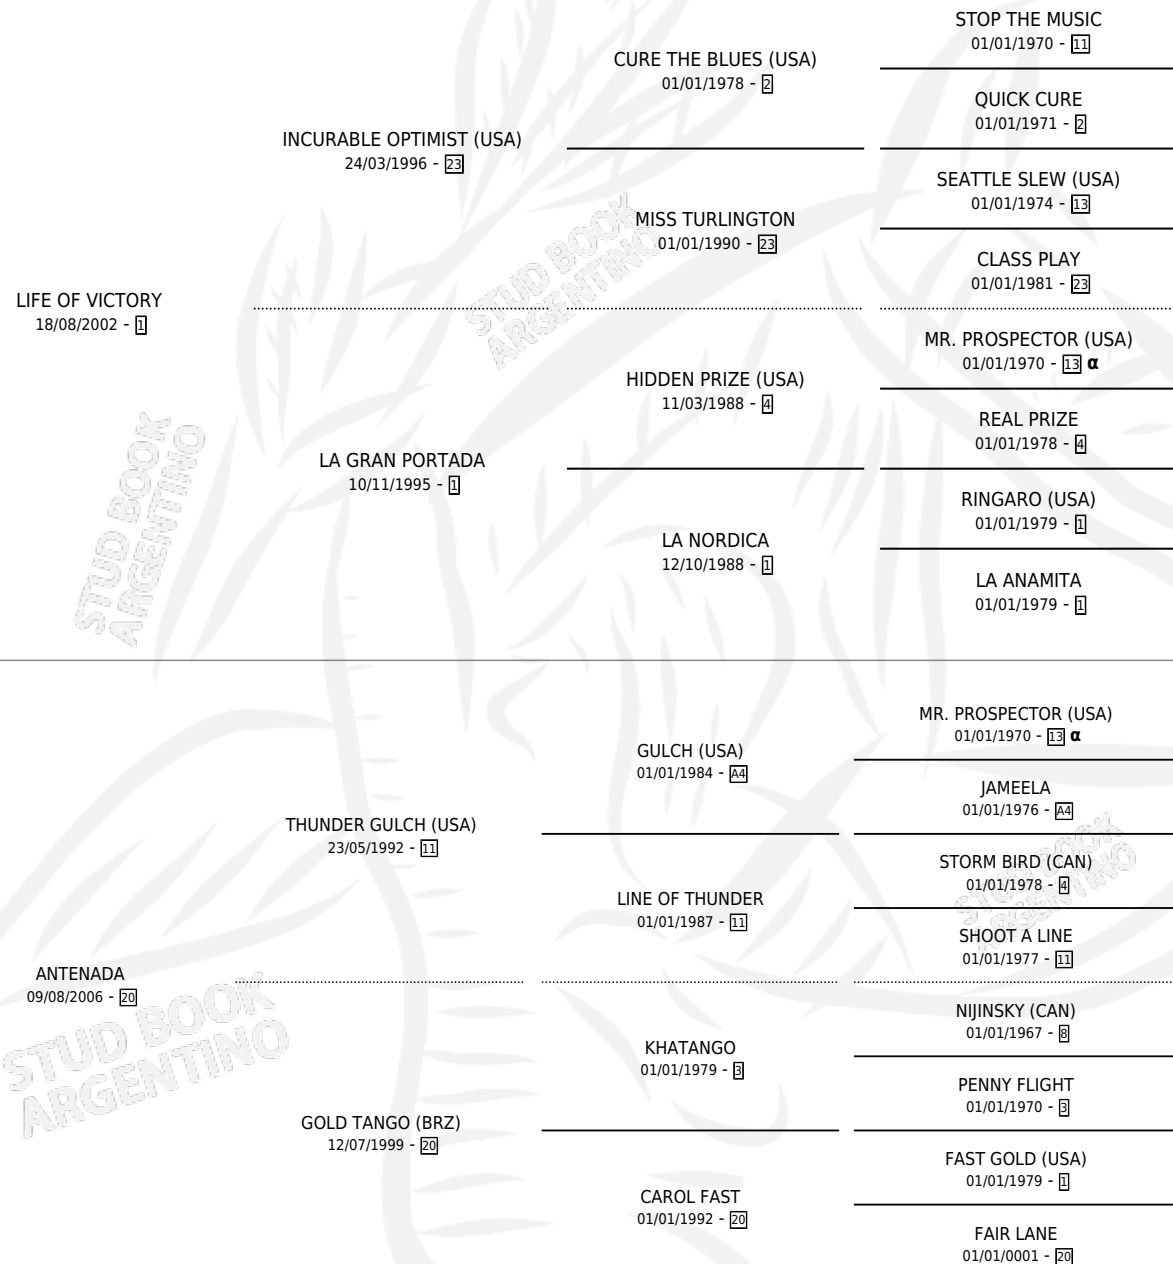 STOP THE MUSIC
01/01/1970 - 11
CURE THE BLUES (USA)
01/01/1978 - 2
QUICK CURE
01/01/1971 - 2
INCURABLE OPTIMIST (USA)
24/03/1996 - 23
SEATTLE SLEW (USA)
01/01/1974 - 13
MISS TURLINGTON
01/01/1990 - 23
CLASS PLAY
01/01/1981 - 23
STUD BOOK
ARGENTINO
LIFE OF VICTORY
18/08/2002 - 1
MR. PROSPECTOR (USA)
01/01/1970 - 13 α
HIDDEN PRIZE (USA)
11/03/1988 - 4
REAL PRIZE
01/01/1978 - 4
LA GRAN PORTADA
10/11/1995 - 1
RINGARO (USA)
01/01/1979 - 1
LA NORDICA
12/10/1988 - 1
LA ANAMITA
01/01/1979 - 1
STUD BOOK
ARGENTINO
MR. PROSPECTOR (USA)
01/01/1970 - 13 α
GULCH (USA)
01/01/1984 - A4
JAMEELA
01/01/1976 - A4
THUNDER GULCH (USA)
23/05/1992 - 11
STORM BIRD (CAN)
01/01/1978 - 4
LINE OF THUNDER
01/01/1987 - 11
SHOOT A LINE
01/01/1977 - 11
STUD BOOK
ARGENTINO
ANTENADA
09/08/2006 - 20
NIJINSKY (CAN)
01/01/1967 - 8
KHATANGO
01/01/1979 - 3
PENNY FLIGHT
01/01/1970 - 3
STUD BOOK
ARGENTINO
GOLD TANGO (BRZ)
12/07/1999 - 20
FAST GOLD (USA)
01/01/1979 - 1
CAROL FAST
01/01/1992 - 20
FAIR LANE
01/01/0001 - 20